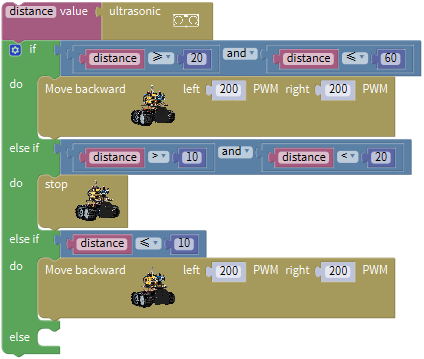 distance value ultrasonic
if distance ≥ 20 and distance ≤ 60
do Move backward left 200 PWM right 200 PWM
else if distance > 10 and distance < 20
do stop
else if distance ≤ 10
do Move backward left 200 PWM right 200 PWM
else